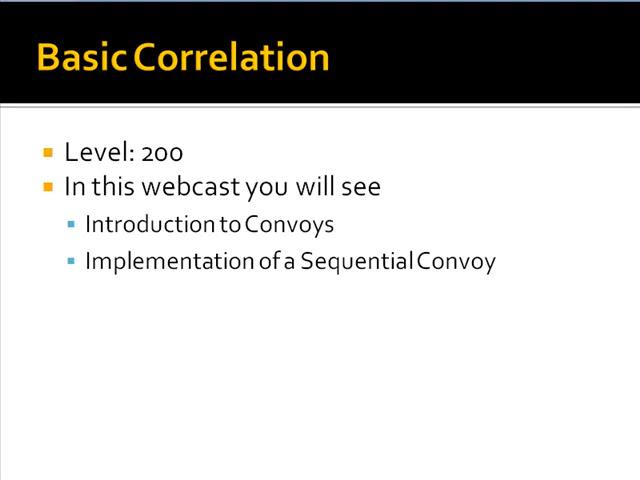 Basic Correlation
Level: 200
In this webcast you will see
Introduction to Convoys
Implementation of a Sequential Convoy